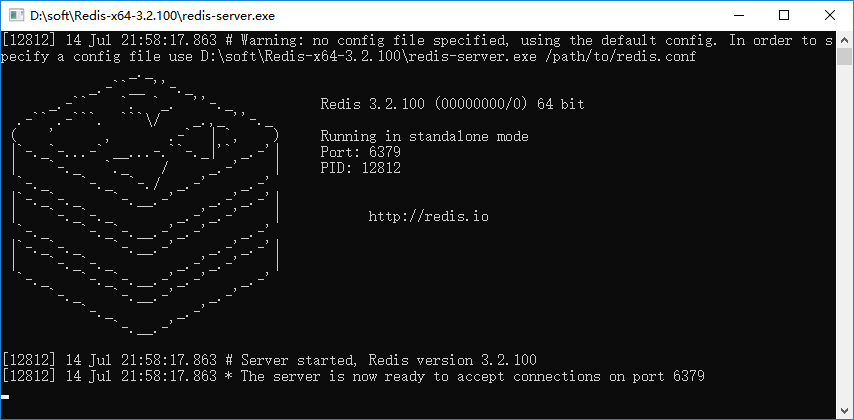 D:\soft\Redis-x64-3.2.100\redis-server.exe
[12812] 14 Jul 21:58:17.863 # Warning: no config file specified, using the default config. In order to s
pecify a config file use D:\soft\Redis-x64-3.2.100\redis-server.exe /path/to/redis.conf
Redis 3.2.100 (00000000/0) 64 bit
Running in standalone mode
Port: 6379
PID: 12812
http://redis.io
[12812] 14 Jul 21:58:17.863 # Server started, Redis version 3.2.100
[12812] 14 Jul 21:58:17.863 * The server is now ready to accept connections on port 6379